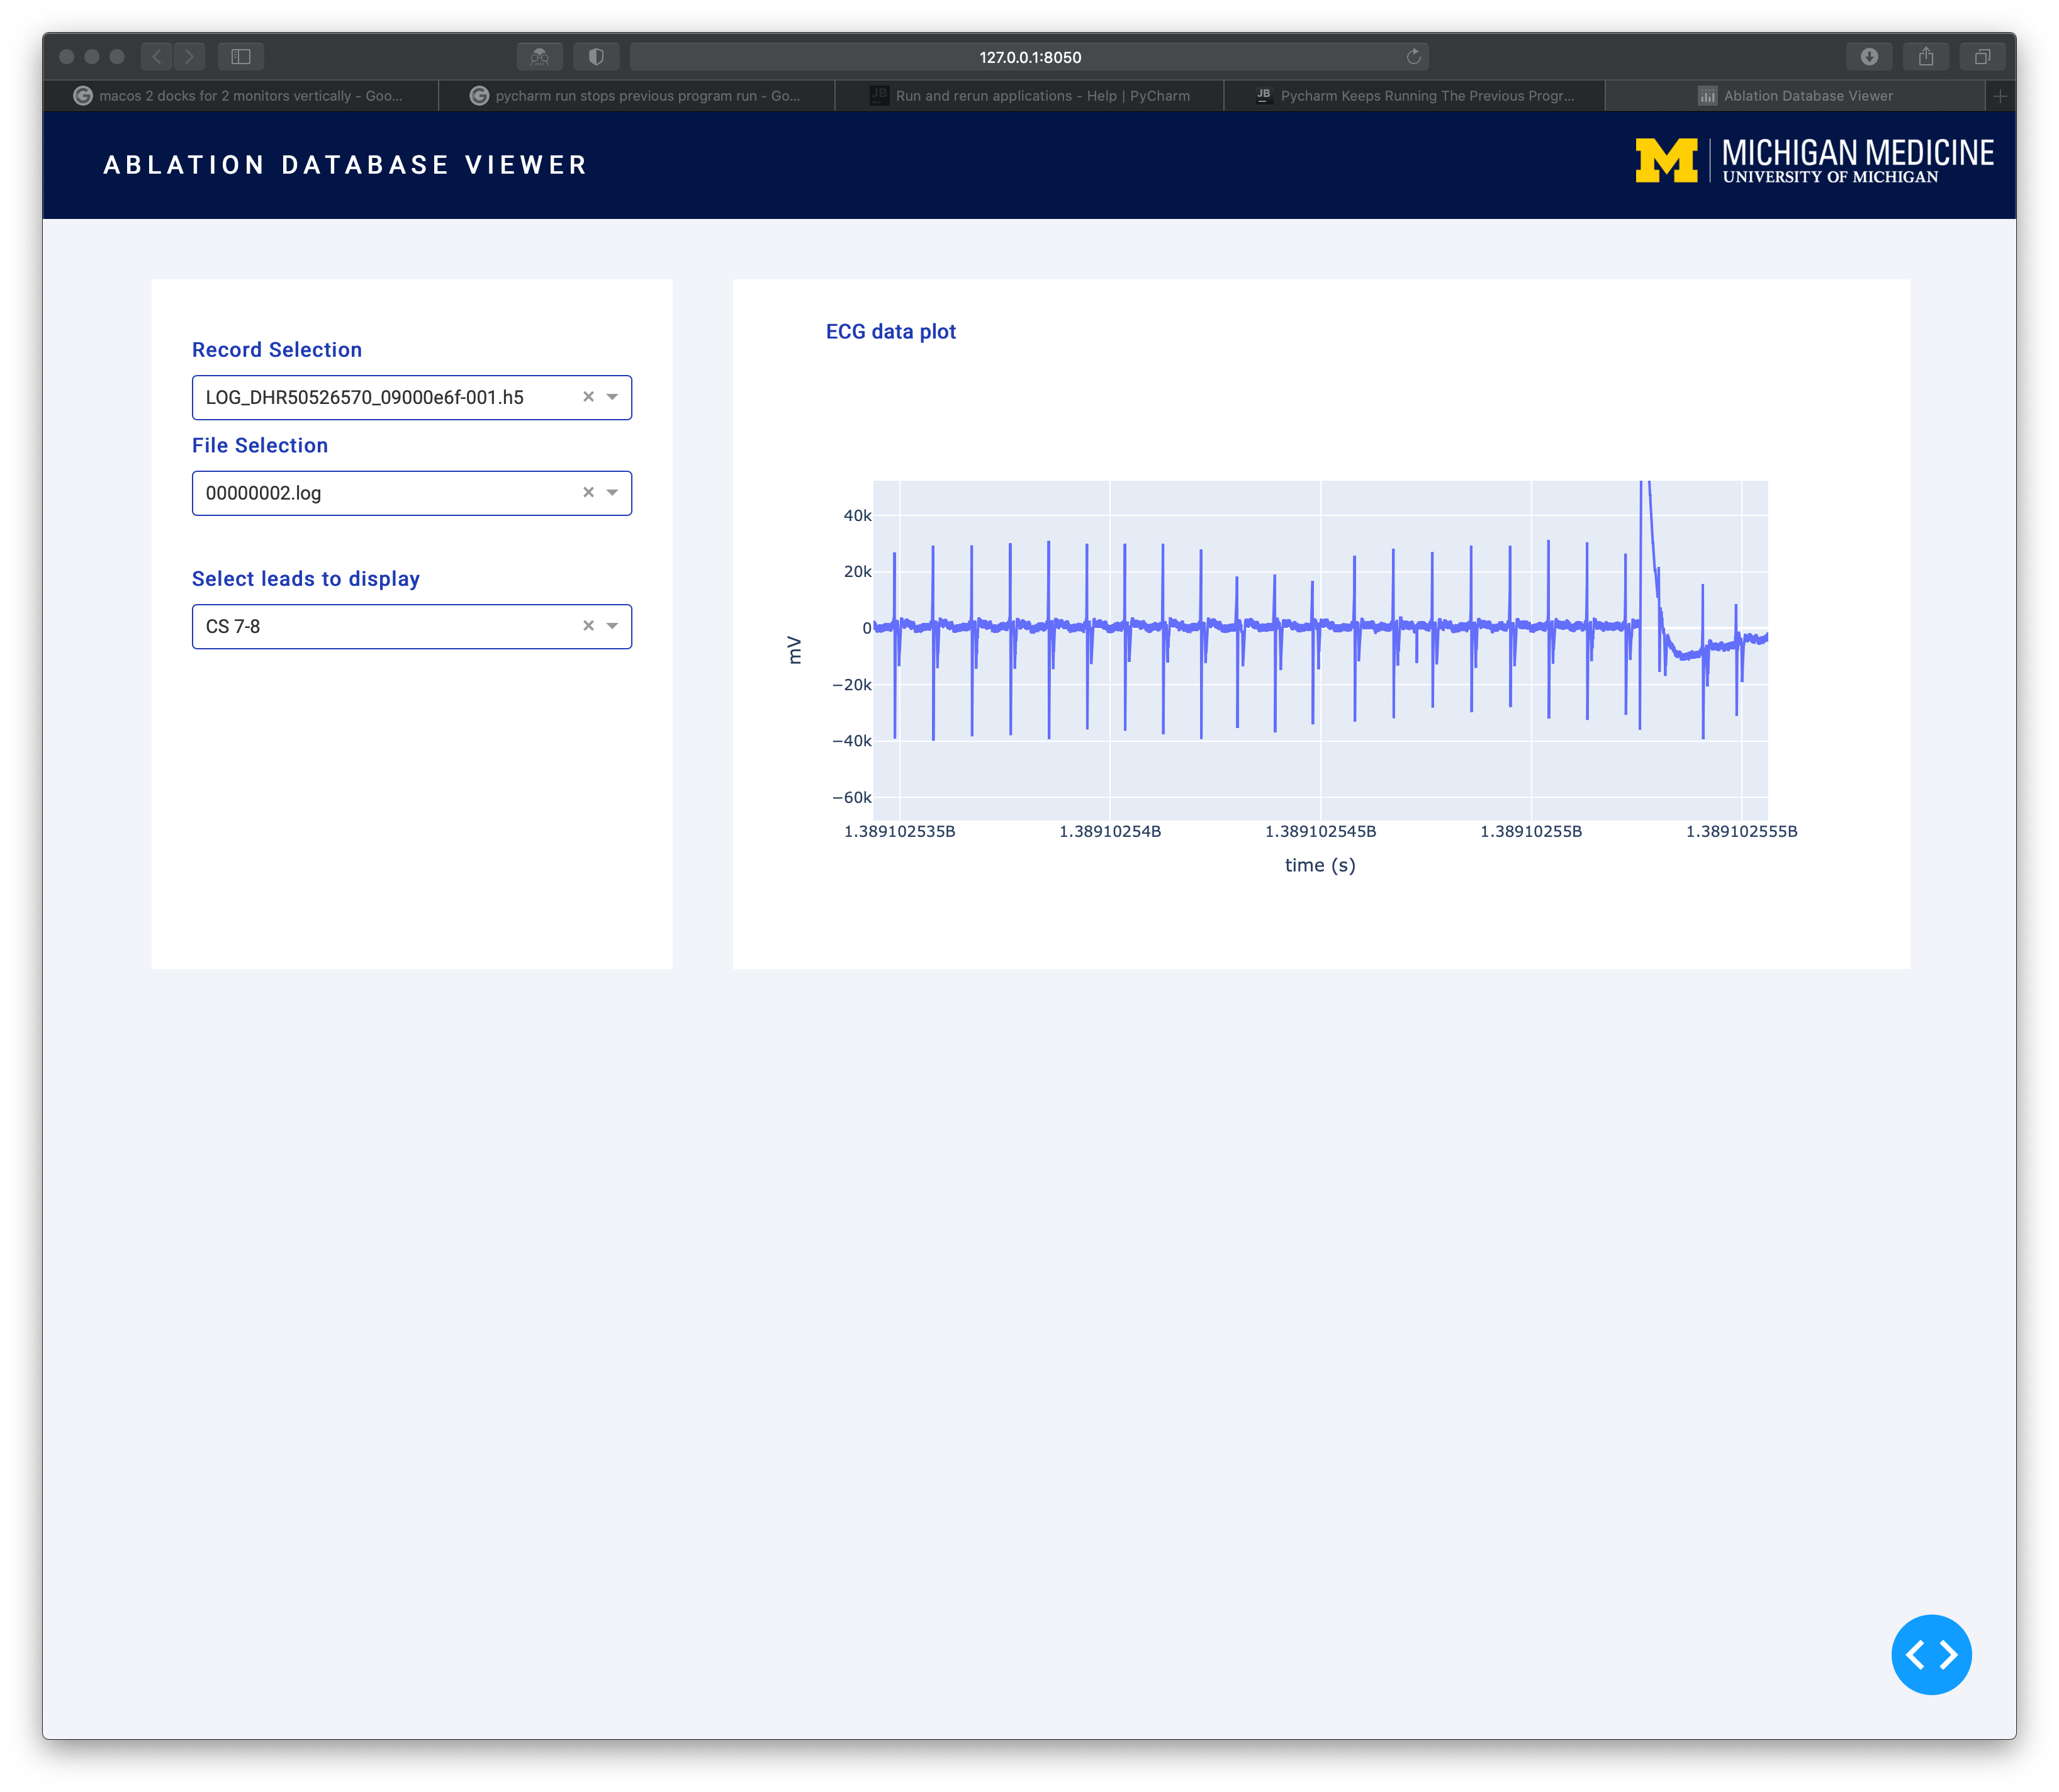 127.0.0.1:8050
macos 2 docks for 2 monitors vertically - Goo...
pycharm run stops previous program run - Go...
JB Run and rerun applications - Help | PyCharm
JB Pycharm Keeps Running The Previous Progr...
Ablation Database Viewer
ABLATION DATABASE VIEWER
M MICHIGAN MEDICINE
UNIVERSITY OF MICHIGAN
Record Selection
LOG_DHR50526570_09000e6f-001.h5
File Selection
00000002.log
Select leads to display
CS 7-8
ECG data plot
40k
20k
0
−20k
−40k
−60k
mV
1.389102535B 1.38910254B 1.389102545B 1.38910255B 1.389102555B
time (s)